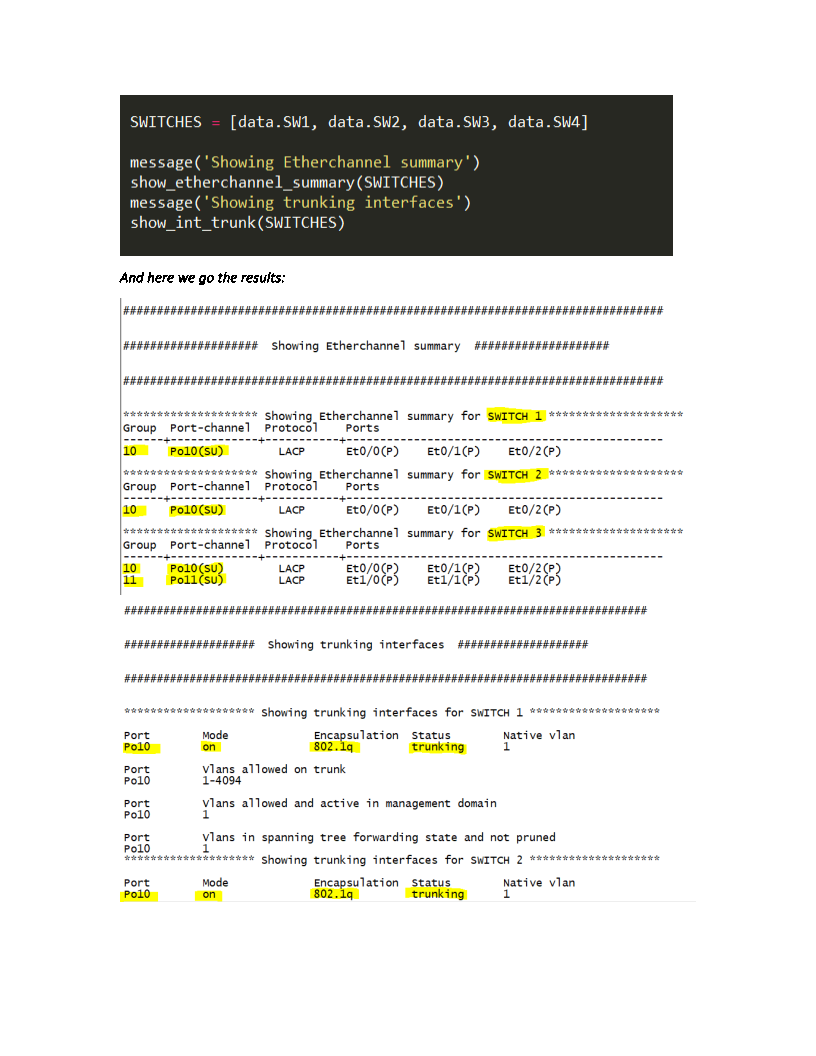 SWITCHES = [data.SW1, data.SW2, data.SW3, data.SW4]
message('Showing Etherchannel summary')
show_etherchannel_summary(SWITCHES)
message('Showing trunking interfaces')
show_int_trunk(SWITCHES)
And here we go the results:
################################################################################
#################### Showing Etherchannel summary ####################
################################################################################
******************** Showing Etherchannel summary for SWITCH 1 ********************
Group Port-channel Protocol Ports
------+-------------+-----------+-----------------------------------------------
10 Po10(SU) LACP Et0/0(P) Et0/1(P) Et0/2(P)
******************** Showing Etherchannel summary for SWITCH 2 ********************
Group Port-channel Protocol Ports
------+-------------+-----------+-----------------------------------------------
10 Po10(SU) LACP Et0/0(P) Et0/1(P) Et0/2(P)
******************** Showing Etherchannel summary for SWITCH 3 ********************
Group Port-channel Protocol Ports
------+-------------+-----------+-----------------------------------------------
10 Po10(SU) LACP Et0/0(P) Et0/1(P) Et0/2(P)
11 Po11(SU) LACP Et1/0(P) Et1/1(P) Et1/2(P)
################################################################################
#################### Showing trunking interfaces ####################
################################################################################
******************** Showing trunking interfaces for SWITCH 1 ********************
Port Mode Encapsulation Status Native vlan
Po10 on 802.1q trunking 1
Port Vlans allowed on trunk
Po10 1-4094
Port Vlans allowed and active in management domain
Po10 1
Port Vlans in spanning tree forwarding state and not pruned
Po10 1
******************** Showing trunking interfaces for SWITCH 2 ********************
Port Mode Encapsulation Status Native vlan
Po10 on 802.1q trunking 1